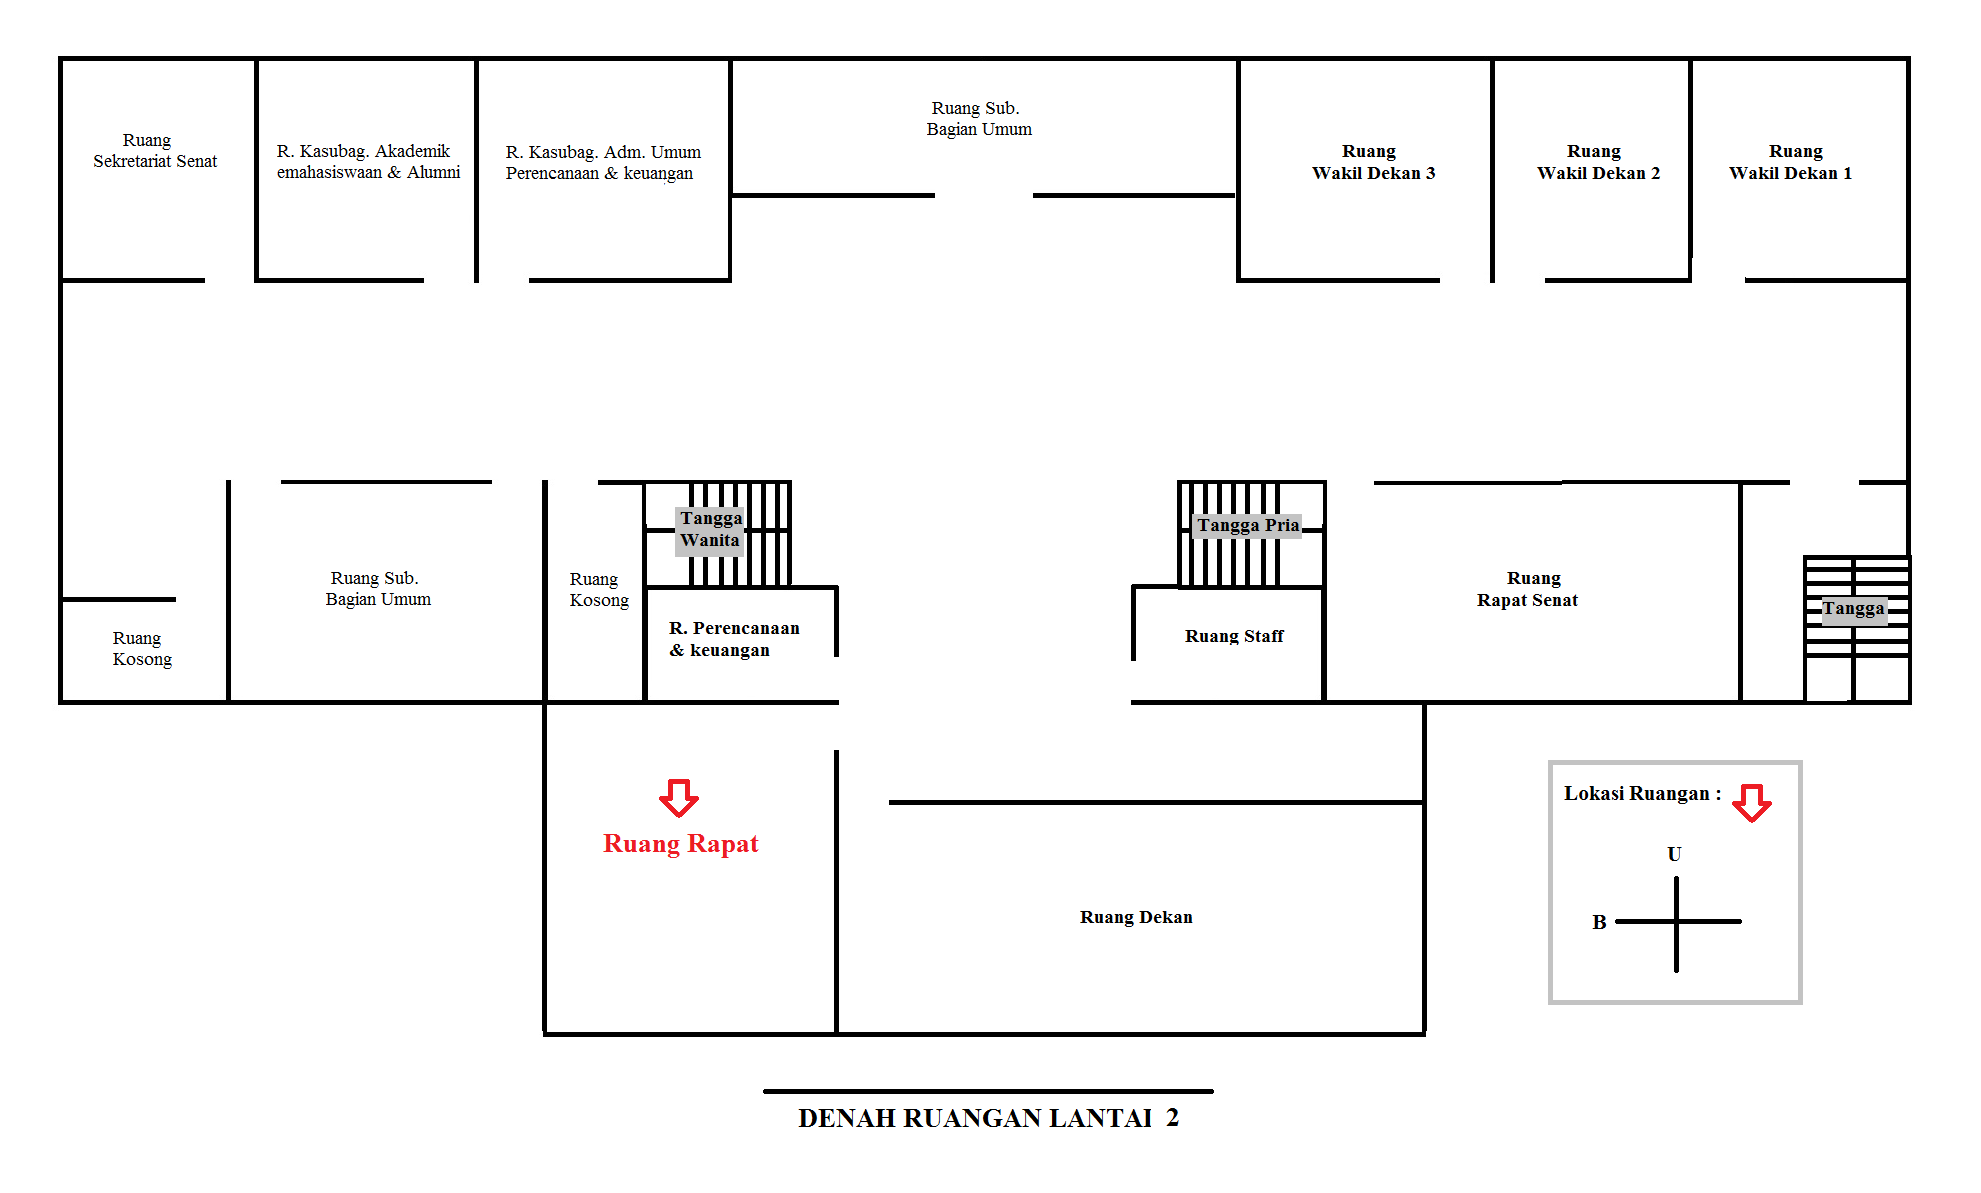 Ruang
Sekretariat Senat
R. Kasubag. Akademik
emahasiswaan & Alumni
R. Kasubag. Adm. Umum
Perencanaan & keuangan
Ruang Sub.
Bagian Umum
Ruang
Wakil Dekan 3
Ruang
Wakil Dekan 2
Ruang
Wakil Dekan 1
Ruang
Kosong
Ruang Sub.
Bagian Umum
Ruang
Kosong
Tangga
Wanita
R. Perencanaan
& keuangan
Tangga Pria
Ruang Staff
Ruang
Rapat Senat
Tangga
Ruang Rapat
Ruang Dekan
Lokasi Ruangan :
U
B
DENAH RUANGAN LANTAI 2